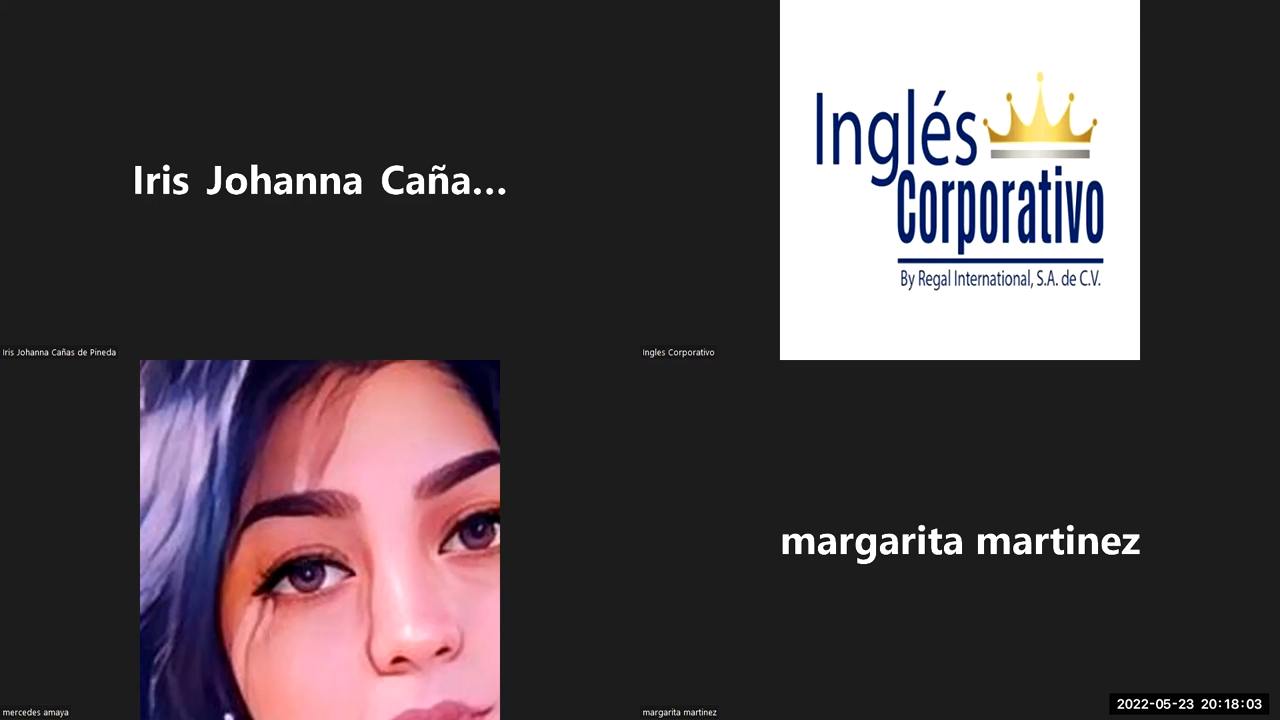 Iris Johanna Caña...
Inglés
Corporativo
By Regal International, S.A. de C.V.
Iris Johanna Cañas de Pineda
Ingles Corporativo
margarita martinez
mercedes amaya
margarita martinez
2022-05-23 20:18:03